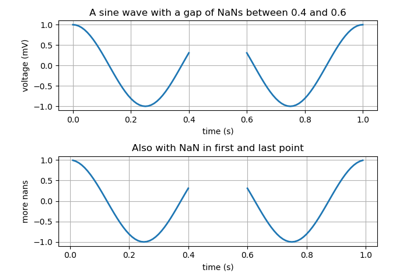 A sine wave with a gap of NaNs between 0.4 and 0.6
1.0
0.5
0.0
−0.5
−1.0
voltage (mV)
0.0 0.2 0.4 0.6 0.8 1.0
time (s)
Also with NaN in first and last point
1.0
0.5
0.0
−0.5
−1.0
more nans
0.0 0.2 0.4 0.6 0.8 1.0
time (s)